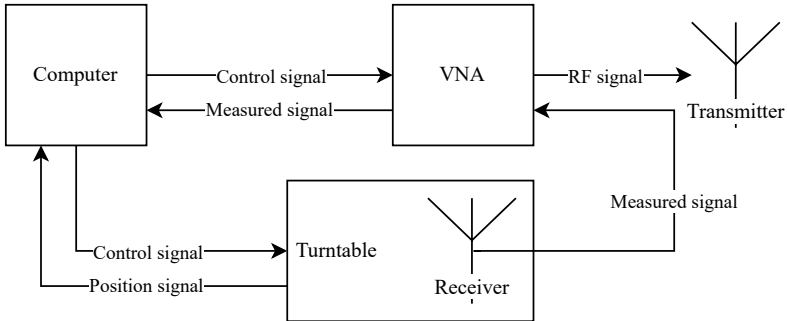 Computer
Control signal
VNA
RF signal
Measured signal
Transmitter
Measured signal
Control signal
Turntable
Position signal
Receiver